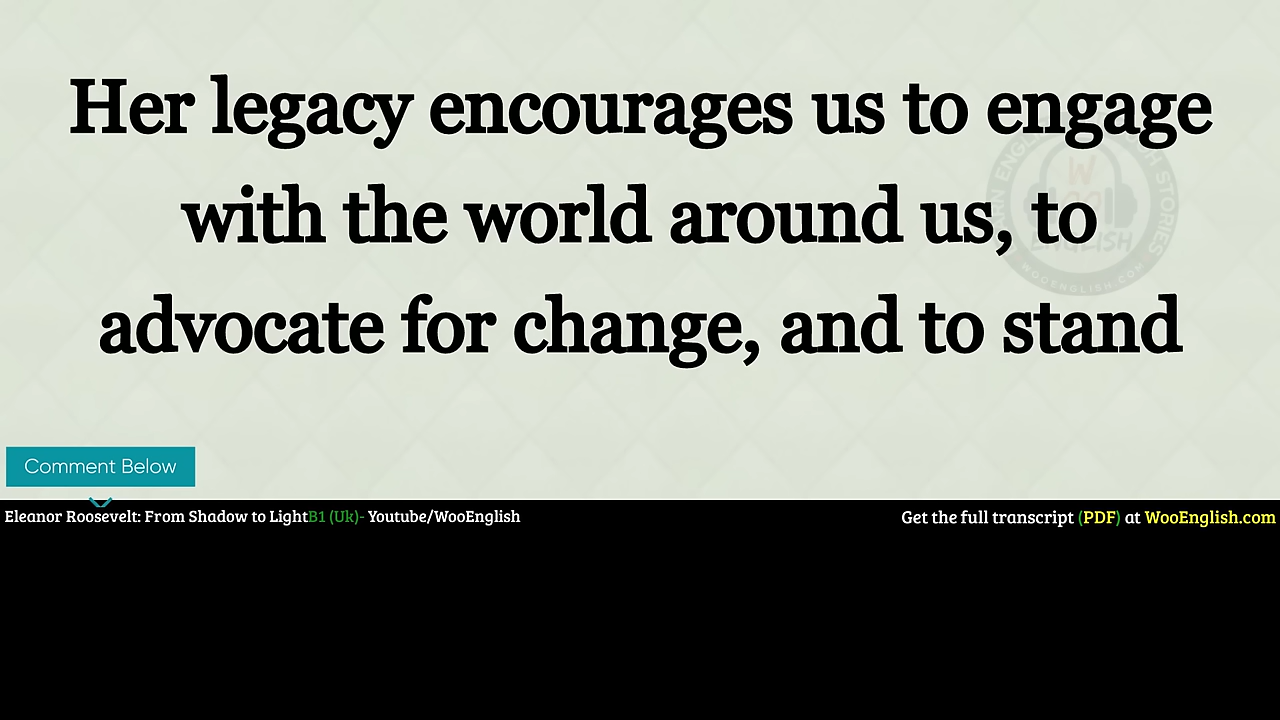 Her legacy encourages us to engage
with the world around us, to
advocate for change, and to stand
Comment Below
Eleanor Roosevelt: From Shadow to LightB1 (Uk)- Youtube/WooEnglish
Get the full transcript (PDF) at WooEnglish.com